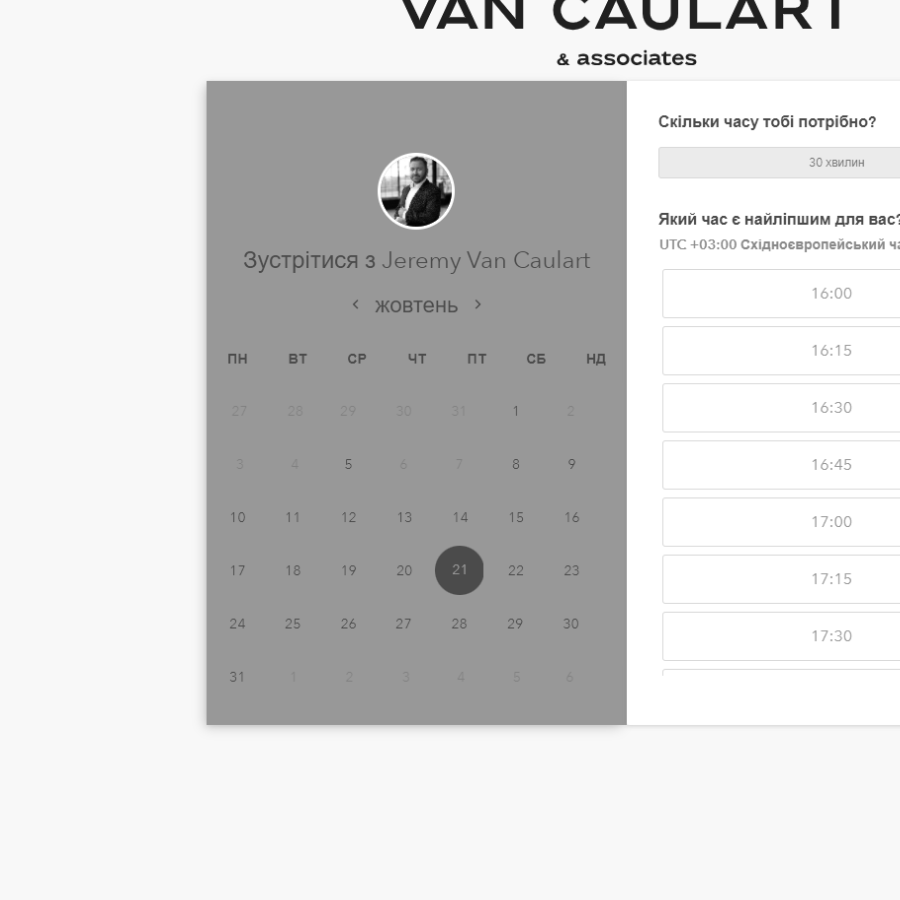 VAN CAULART
& associates
Зустрітися з Jeremy Van Caulart
‹ жовтень ›
ПН ВТ СР ЧТ ПТ СБ НД
27 28 29 30 31 1 2
3 4 5 6 7 8 9
10 11 12 13 14 15 16
17 18 19 20 21 22 23
24 25 26 27 28 29 30
31 1 2 3 4 5 6
Скільки часу тобі потрібно?
30 хвилин
Який час є найліпшим для вас?
UTC +03:00 Східноєвропейський ча
16:00
16:15
16:30
16:45
17:00
17:15
17:30